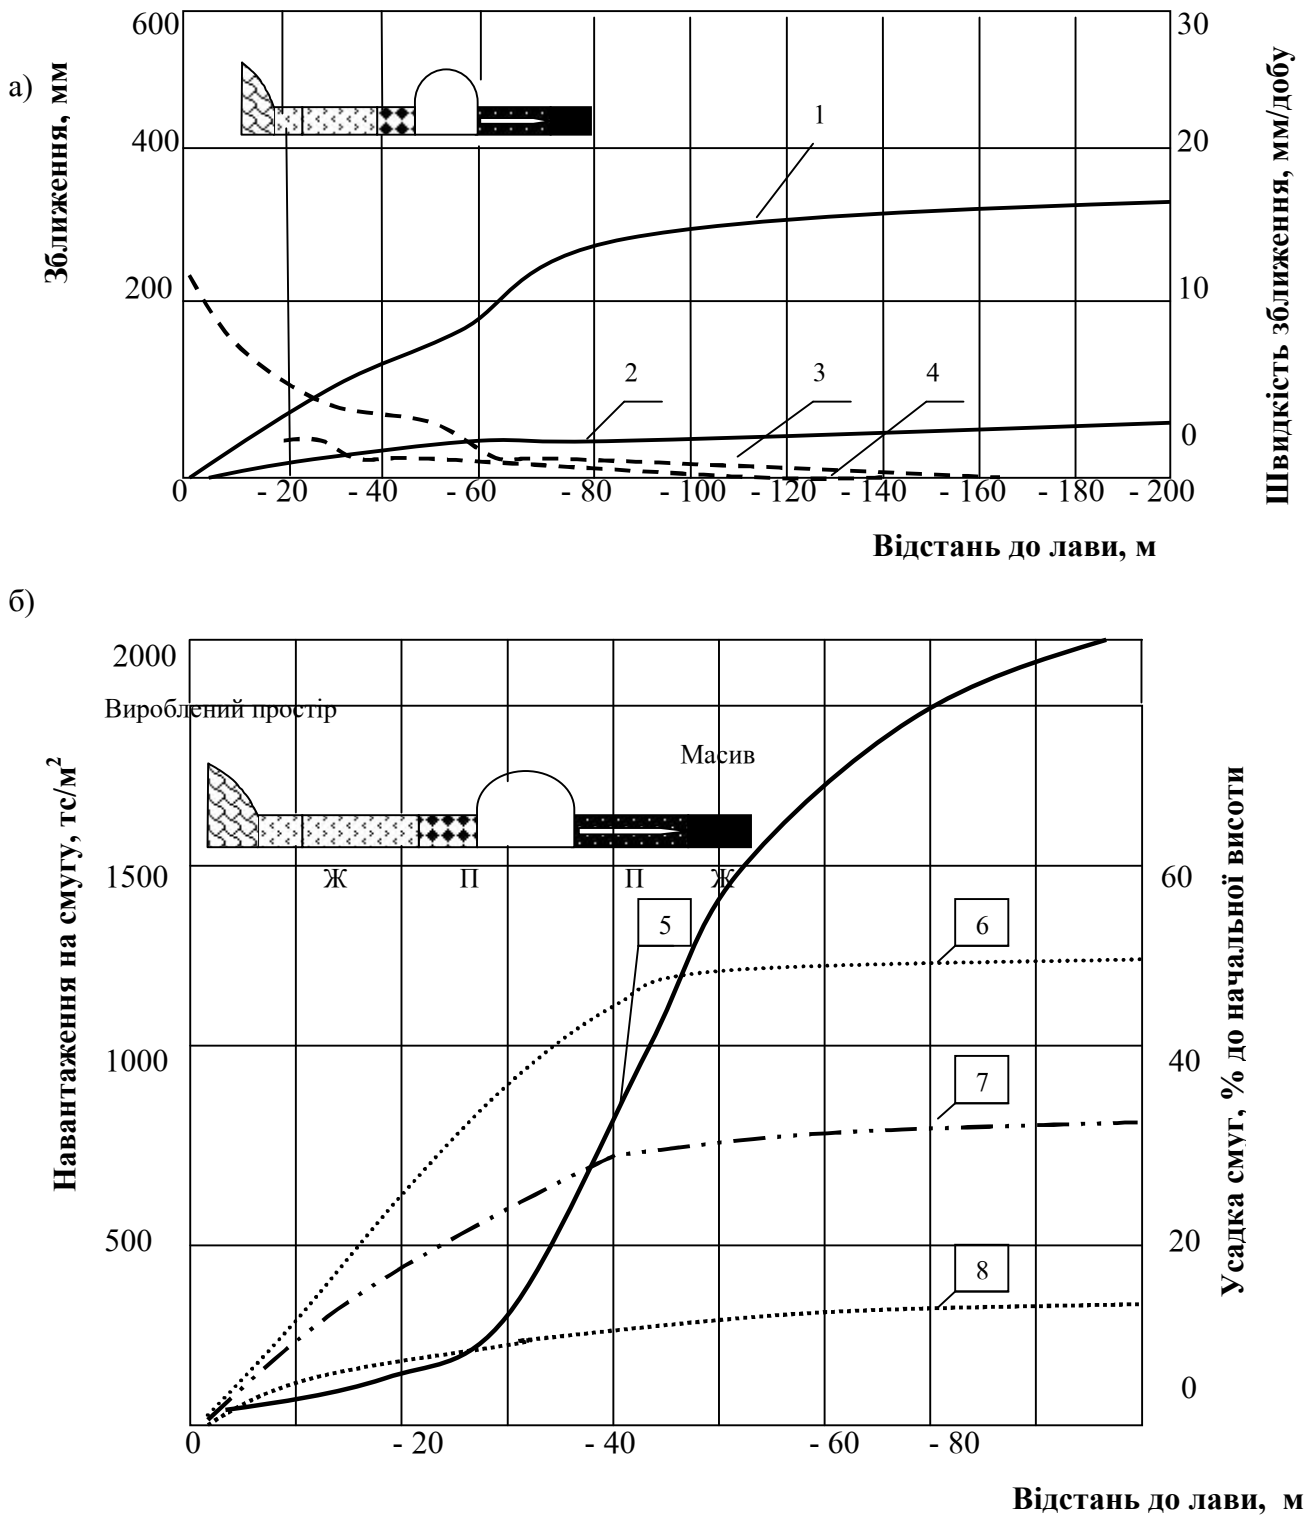 а)
Зближення, мм
600
400
200
30
20
10
0
Швидкість зближення, мм/добу
1
2
3
4
0 - 20 - 40 - 60 - 80 - 100 - 120 - 140 - 160 - 180 - 200
Відстань до лави, м
б)
Навантаження на смугу, тс/м2
2000
1500
1000
500
Вироблений простір
Масив
Ж П П Ж
5
6
7
8
60
40
20
0
Усадка смуг, % до начальної висоти
0 - 20 - 40 - 60 - 80
Відстань до лави, м